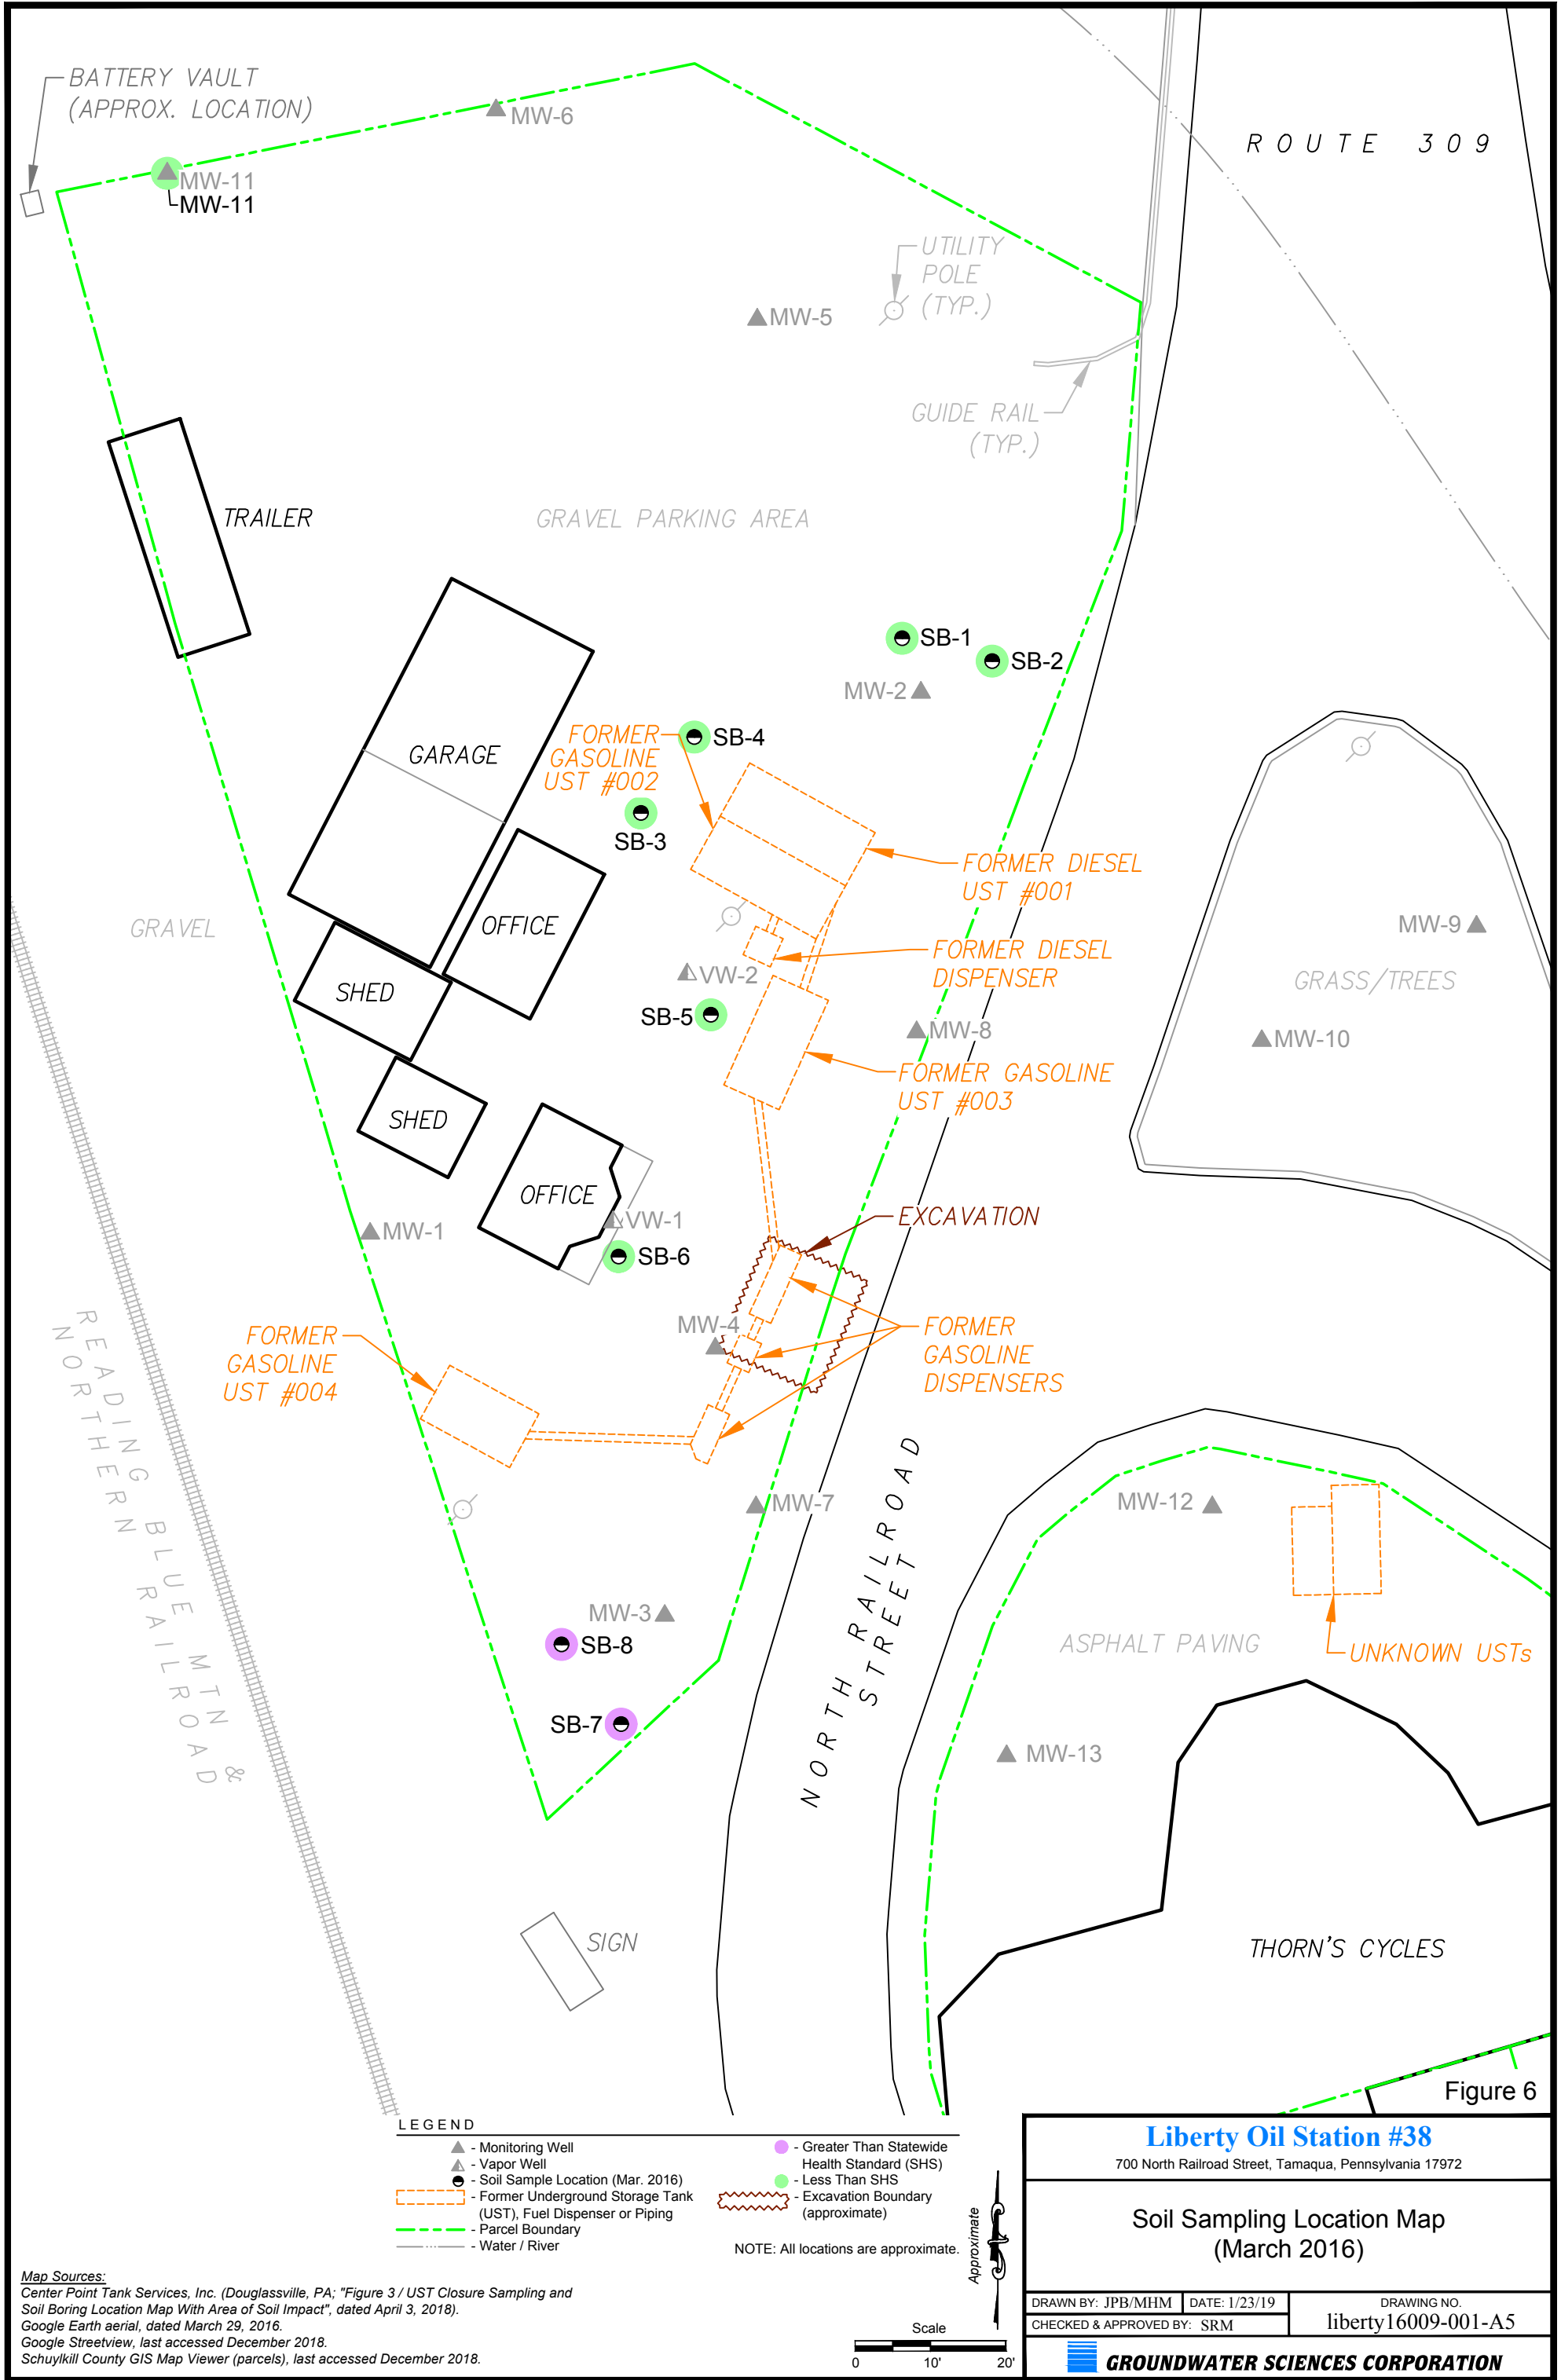 BATTERY VAULT
(APPROX. LOCATION)
MW-6
ROUTE 309
MW-11
MW-11
UTILITY
POLE
(TYP.)
MW-5
GUIDE RAIL
(TYP.)
TRAILER
GRAVEL PARKING AREA
SB-1
SB-2
MW-2
FORMER
GASOLINE
UST #002
SB-4
GARAGE
SB-3
FORMER DIESEL
UST #001
OFFICE
GRAVEL
MW-9
FORMER DIESEL
DISPENSER
VW-2
GRASS/TREES
SHED
SB-5
MW-8
MW-10
FORMER GASOLINE
UST #003
SHED
OFFICE
EXCAVATION
VW-1
MW-1
SB-6
MW-4
FORMER
GASOLINE
DISPENSERS
FORMER
GASOLINE
UST #004
READING BLUE MTN &
NORTHERN RAILROAD
MW-7
MW-12
NORTH RAILROAD
STREET
MW-3
SB-8
ASPHALT PAVING
UNKNOWN USTs
SB-7
MW-13
SIGN
THORN'S CYCLES
Figure 6
LEGEND
- Monitoring Well
- Vapor Well
- Soil Sample Location (Mar. 2016)
- Former Underground Storage Tank
(UST), Fuel Dispenser or Piping
- Parcel Boundary
- Water / River
- Greater Than Statewide
Health Standard (SHS)
- Less Than SHS
- Excavation Boundary
(approximate)
NOTE: All locations are approximate.
Approximate
Map Sources:
Center Point Tank Services, Inc. (Douglassville, PA; "Figure 3 / UST Closure Sampling and
Soil Boring Location Map With Area of Soil Impact", dated April 3, 2018).
Google Earth aerial, dated March 29, 2016.
Google Streetview, last accessed December 2018.
Schuylkill County GIS Map Viewer (parcels), last accessed December 2018.
Scale
0 10' 20'
Liberty Oil Station #38
700 North Railroad Street, Tamaqua, Pennsylvania 17972
Soil Sampling Location Map
(March 2016)
DRAWN BY: JPB/MHM
DATE: 1/23/19
CHECKED & APPROVED BY: SRM
DRAWING NO.
liberty16009-001-A5
GROUNDWATER SCIENCES CORPORATION